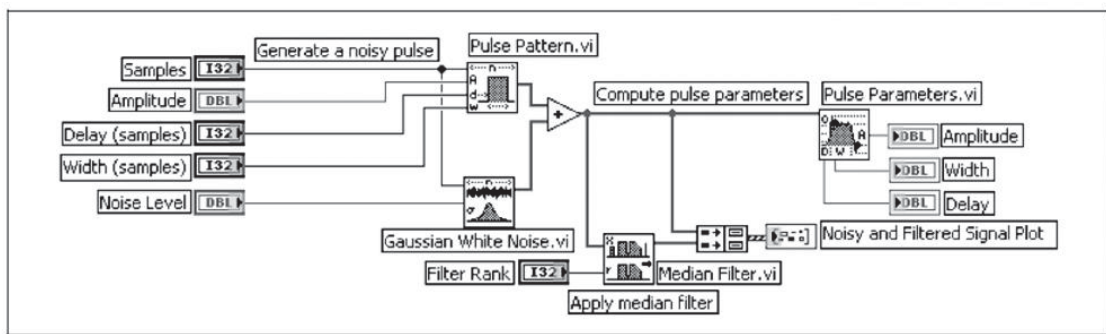 Generate a noisy pulse
Pulse Pattern.vi
Samples I32
Amplitude DBL
Delay (samples) I32
Width (samples) I32
Noise Level DBL
n
A
d
w
n
σ
Gaussian White Noise.vi
+
Compute pulse parameters
Pulse Parameters.vi
O
A
D W
DBL Amplitude
DBL Width
DBL Delay
Noisy and Filtered Signal Plot
Filter Rank I32
X
r
Median Filter.vi
Apply median filter